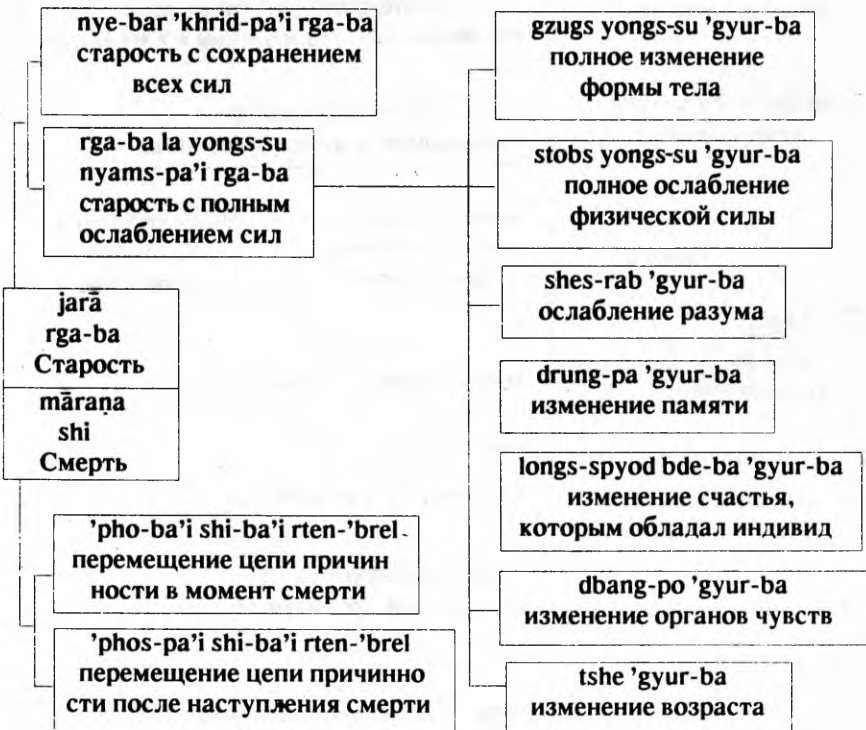 nye-bar 'khrid-pa'i rga-ba
старость с сохранением
всех сил
rga-ba la yongs-su
nyams-pa'i rga-ba
старость с полным
ослаблением сил
jarā
rga-ba
Старость
māraṇa
shi
Смерть
'pho-ba'i shi-ba'i rten-'brel
перемещение цепи причин
ности в момент смерти
'phos-pa'i shi-ba'i rten-'brel
перемещение цепи причинно
сти после наступления смерти
gzugs yongs-su 'gyur-ba
полное изменение
формы тела
stobs yongs-su 'gyur-ba
полное ослабление
физической силы
shes-rab 'gyur-ba
ослабление разума
drung-pa 'gyur-ba
изменение памяти
longs-spyod bde-ba 'gyur-ba
изменение счастья,
которым обладал индивид
dbang-po 'gyur-ba
изменение органов чувств
tshe 'gyur-ba
изменение возраста